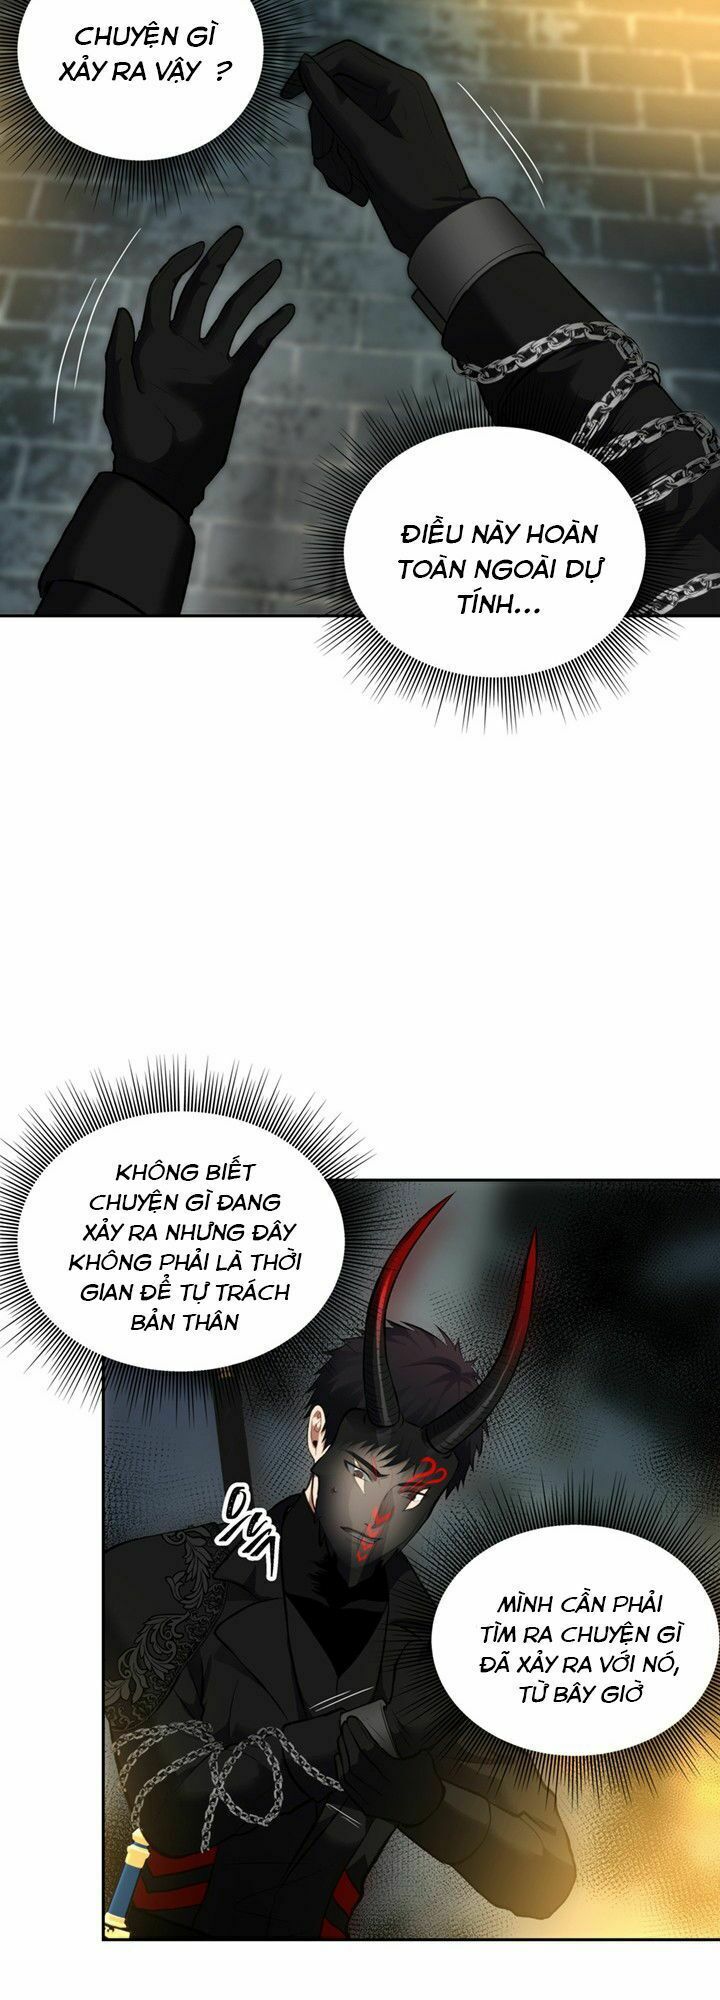 CHUYỆN GÌ
XẢY RA VẬY ?
ĐIỀU NÀY HOÀN
TOÀN NGOÀI DỰ
TÍNH...
KHÔNG BIẾT
CHUYỆN GÌ ĐANG
XẢY RA NHƯNG ĐÂY
KHÔNG PHẢI LÀ THỜI
GIAN ĐỂ TỰ TRÁCH
BẢN THÂN
우우
MÌNH CẦN PHẢI
TÌM RA CHUYỆN GÌ
ĐÃ XẢY RA VỚI NÓ,
TỪ BÂY GIỜ